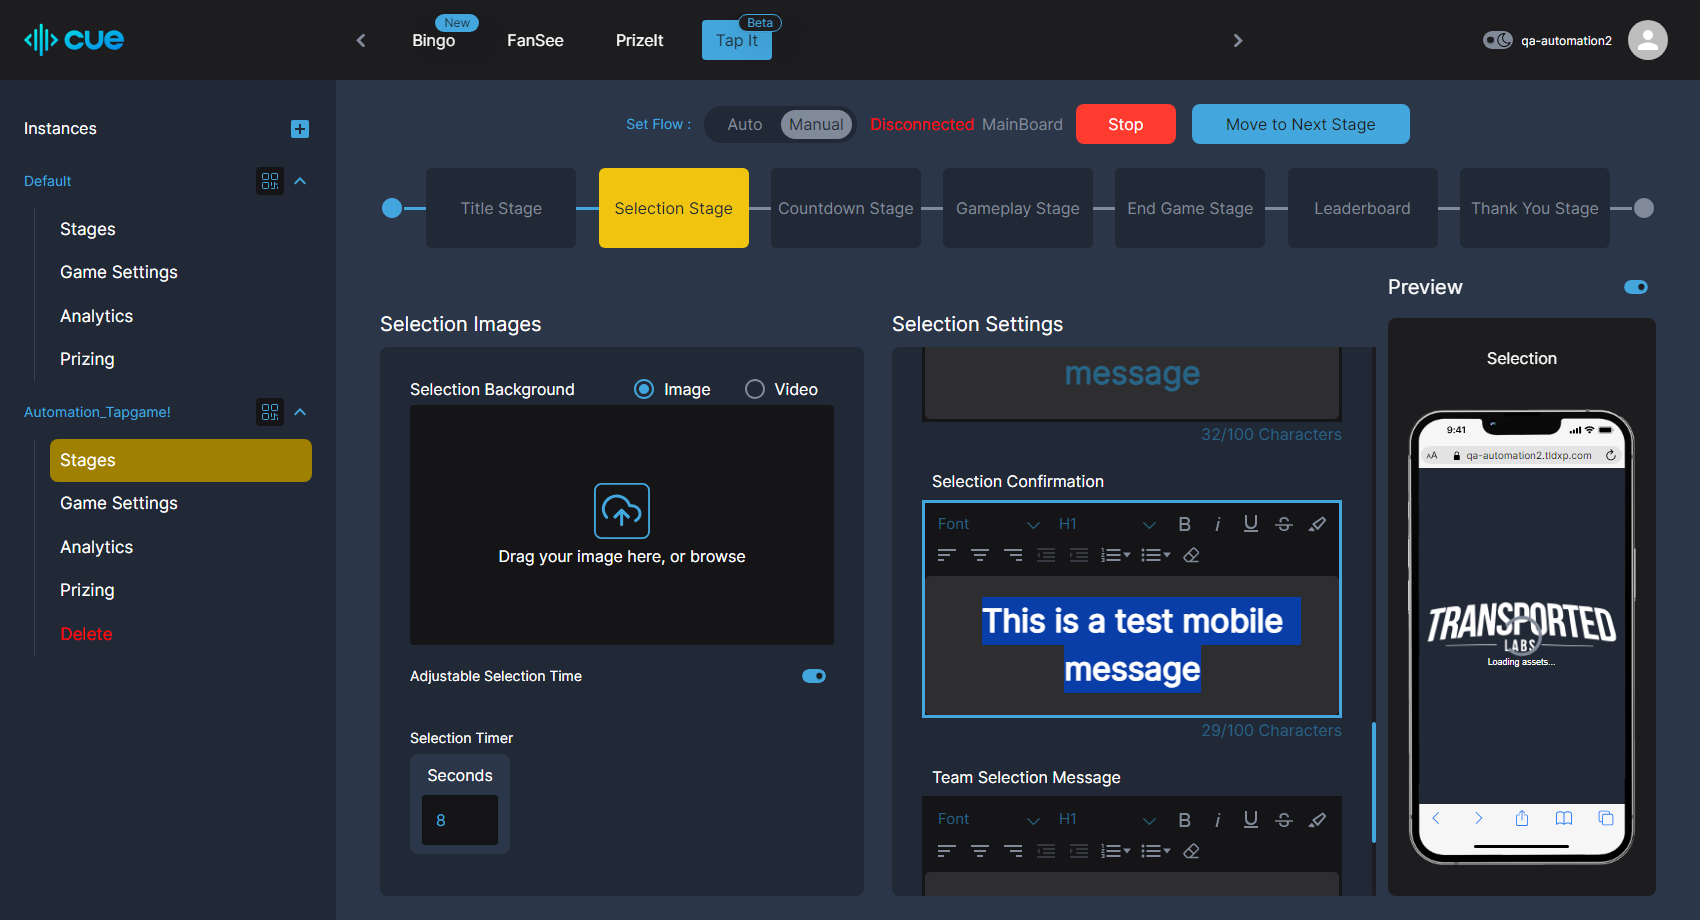 cue
New
Bingo
FanSee
PrizeIt
Beta
Tap It
qa-automation2
Instances
Default
Stages
Game Settings
Analytics
Prizing
Automation_Tapgame!
Stages
Game Settings
Analytics
Prizing
Delete
Set Flow :
Auto
Manual
Disconnected MainBoard
Stop
Move to Next Stage
Title Stage
Selection Stage
Countdown Stage
Gameplay Stage
End Game Stage
Leaderboard
Thank You Stage
Selection Images
Selection Background
Image
Video
Drag your image here, or browse
Adjustable Selection Time
Selection Timer
Seconds
8
Selection Settings
message
32/100 Characters
Selection Confirmation
Font
H1
B
i
U
S
This is a test mobile
message
29/100 Characters
Team Selection Message
Font
H1
B
i
U
S
Preview
Selection
9:41
AA
qa-automation2.tldxp.com
TRANSPORTED
LABS
Loading assets...